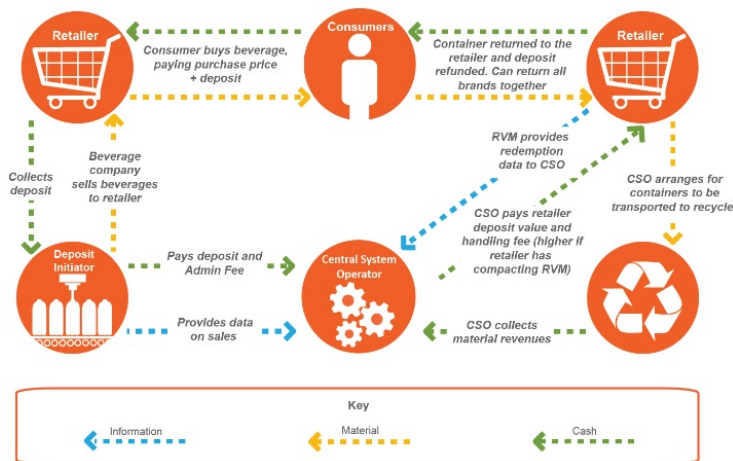 Retailer
Consumer buys beverage,
paying purchase price
+ deposit
Consumers
Container returned to the
retailer and deposit
refunded. Can return all
brands together
Retailer
Collects
deposit
Beverage
company
sells beverages
to retailer
RVM provides
redemption
data to CSO
CSO arranges for
containers to be
transported to recycle
CSO pays retailer
deposit value and
handling fee (higher if
retailer has
compacting RVM)
Deposit
Initiator
Pays deposit and
Admin Fee
Central System
Operator
Provides data
on sales
CSO collects
material revenues
Key
Information
Material
Cash